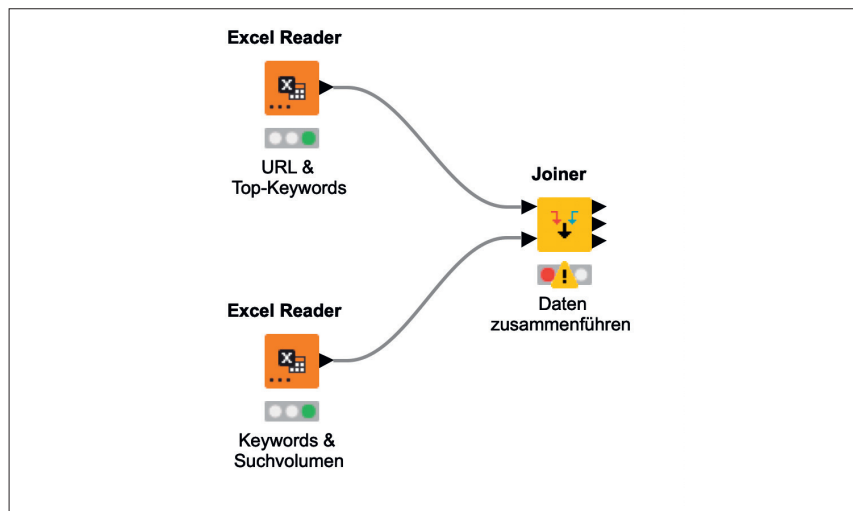 Excel Reader
URL &
Top-Keywords
Joiner
Daten
zusammenführen
Excel Reader
Keywords &
Suchvolumen